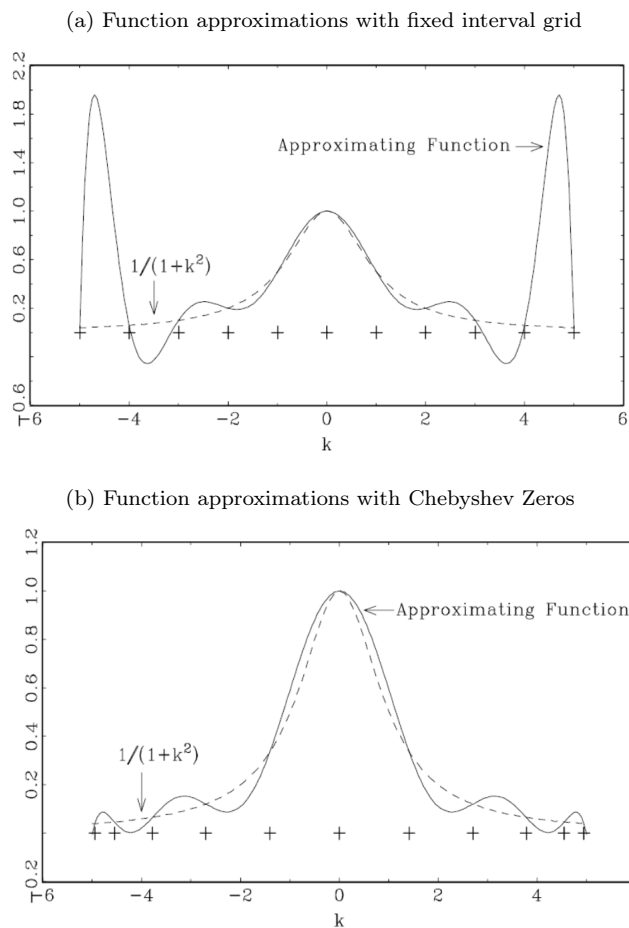 (a) Function approximations with fixed interval grid
2.2
1.8
Approximating Function
1.4
1.0
0.6
1/(1+k²)
0.2
0.6
−6 −4 −2 0 2 4 6
k
(b) Function approximations with Chebyshev Zeros
1.2
1.0
Approximating Function
0.8
0.6
0.4
1/(1+k²)
0.2
0.2
−6 −4 −2 0 2 4
k